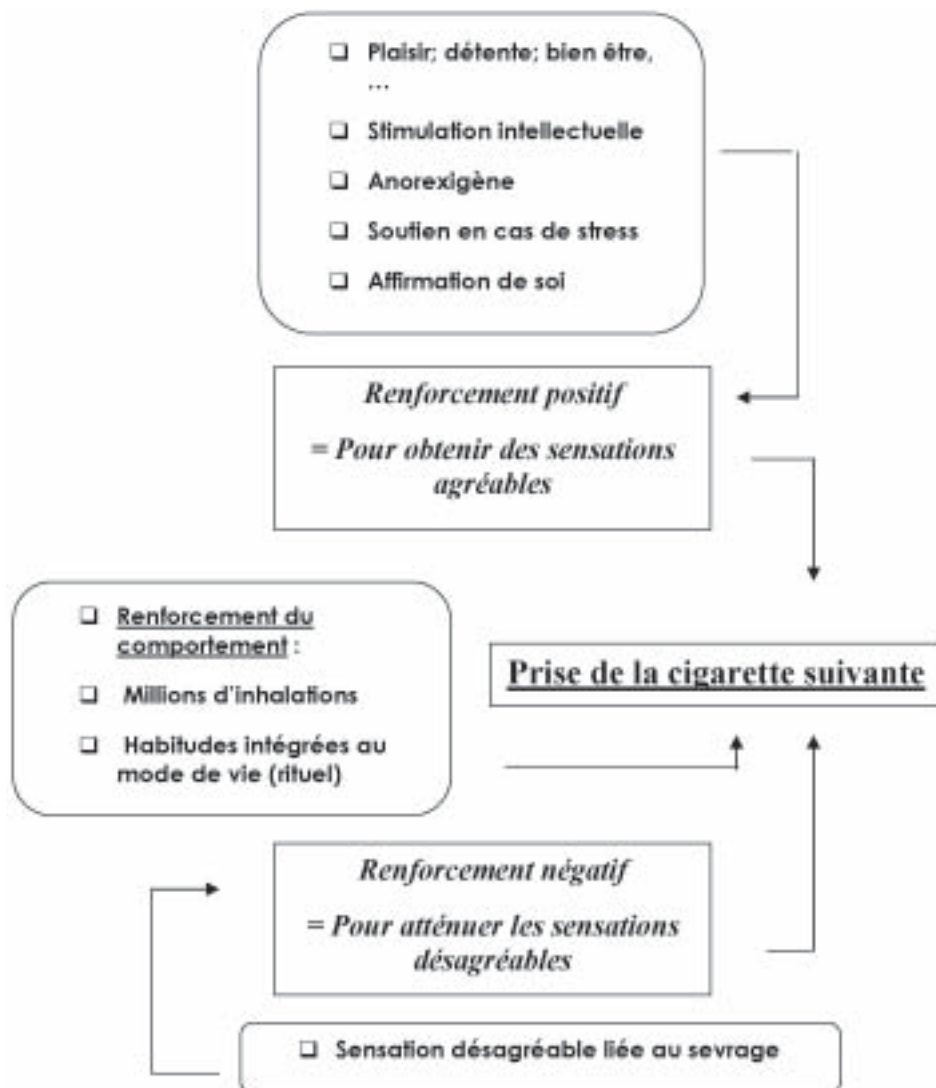 ❑ Plaisir; détente; bien être,
...
❑ Stimulation intellectuelle
❑ Anorexigène
❑ Soutien en cas de stress
❑ Affirmation de soi
Renforcement positif
= Pour obtenir des sensations
agréables
❑ Renforcement du
comportement :
❑ Millions d'inhalations
❑ Habitudes intégrées au
mode de vie (rituel)
Prise de la cigarette suivante
Renforcement négatif
= Pour atténuer les sensations
désagréables
❑ Sensation désagréable liée au sevrage